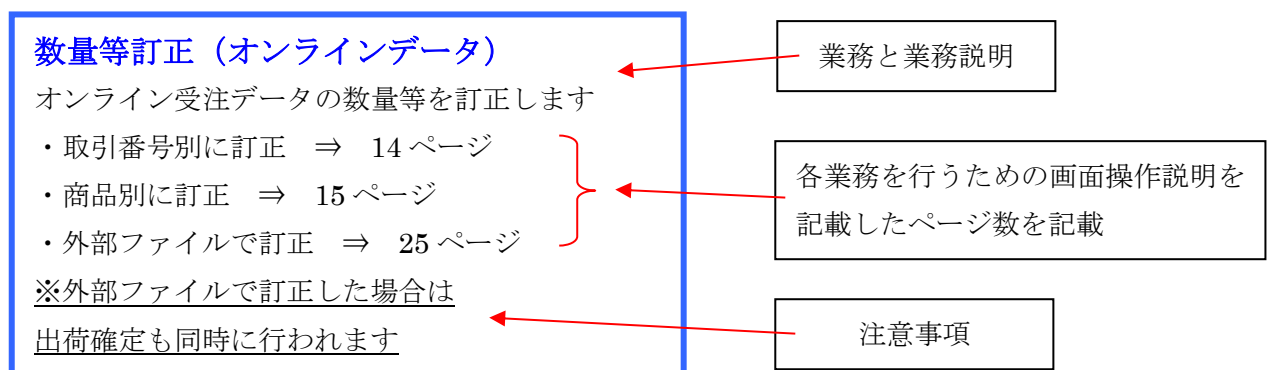 数量等訂正（オンラインデータ）
オンライン受注データの数量等を訂正します
・取引番号別に訂正　⇒　14 ページ
・商品別に訂正　⇒　15 ページ
・外部ファイルで訂正　⇒　25 ページ
※外部ファイルで訂正した場合は
出荷確定も同時に行われます
業務と業務説明
各業務を行うための画面操作説明を
記載したページ数を記載
注意事項